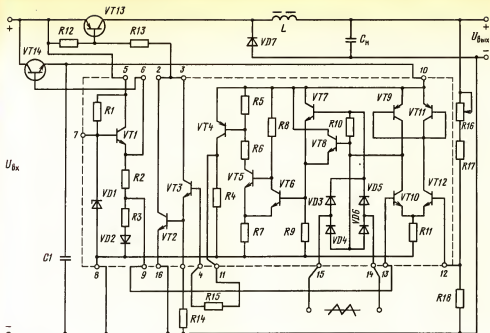 VT13
L
+
R12
R13
VD7
Cн
Uвых
+
VT14
5
6
2
3
10
R1
R5
VT7
VT9
VT11
R16
7
VT1
VT4
R8
R10
VT8
R6
R17
Uвх
R2
VD1
VT3
VT5
VT6
VD3
VD5
VT10
VT12
R3
R4
VD2
VT2
R7
R9
VD4
VD6
R11
C1
8
9
16
4
11
15
14
13
12
R15
R14
R18